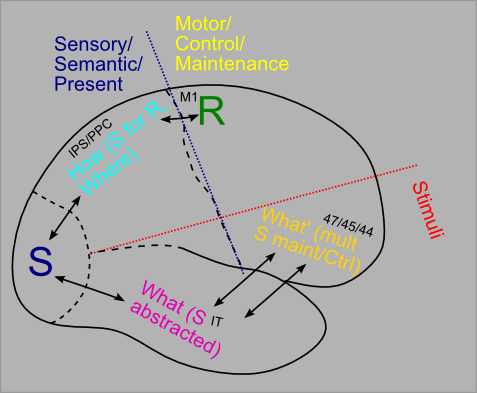 Sensory/
Semantic/
Present
Motor/
Control/
Maintenance
M1
R
IPS/PPC
How (S for R,
Where)
Stimuli
47/45/44
What' (mult
S maint/Ctrl)
S
What (S
IT
abstracted)